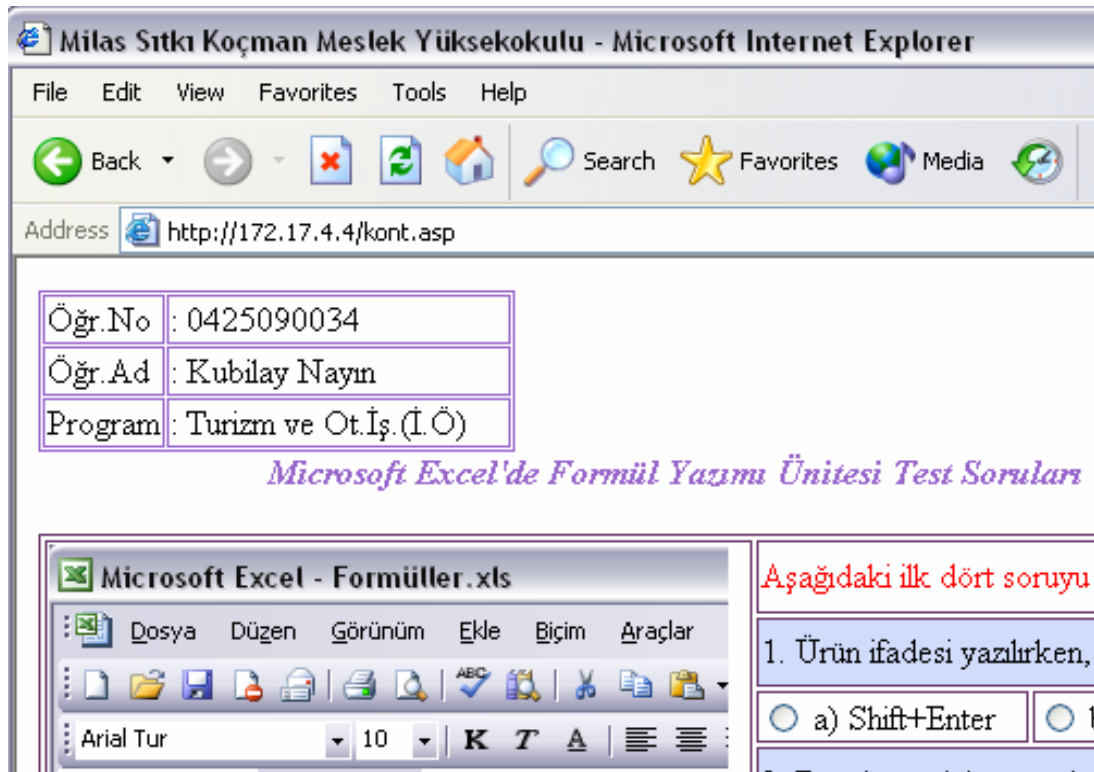 Milas Sıtkı Koçman Meslek Yüksekokulu - Microsoft Internet Explorer
File Edit View Favorites Tools Help
Back Search Favorites Media
Address http://172.17.4.4/kont.asp
Öğr.No : 0425090034
Öğr.Ad : Kubilay Nayın
Program : Turizm ve Ot.İş.(İ.Ö)
Microsoft Excel'de Formül Yazımı Ünitesi Test Soruları
Microsoft Excel - Formüller.xls
Dosya Düzen Görünüm Ekle Biçim Araçlar
ABC
Arial Tur 10 K T A
Aşağıdaki ilk dört soruyu
1. Ürün ifadesi yazılırken,
a) Shift+Enter